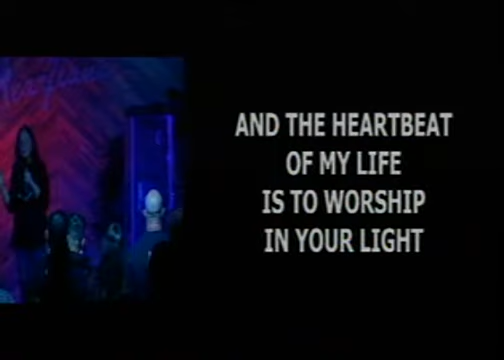 AND THE HEARTBEAT
OF MY LIFE
IS TO WORSHIP
IN YOUR LIGHT